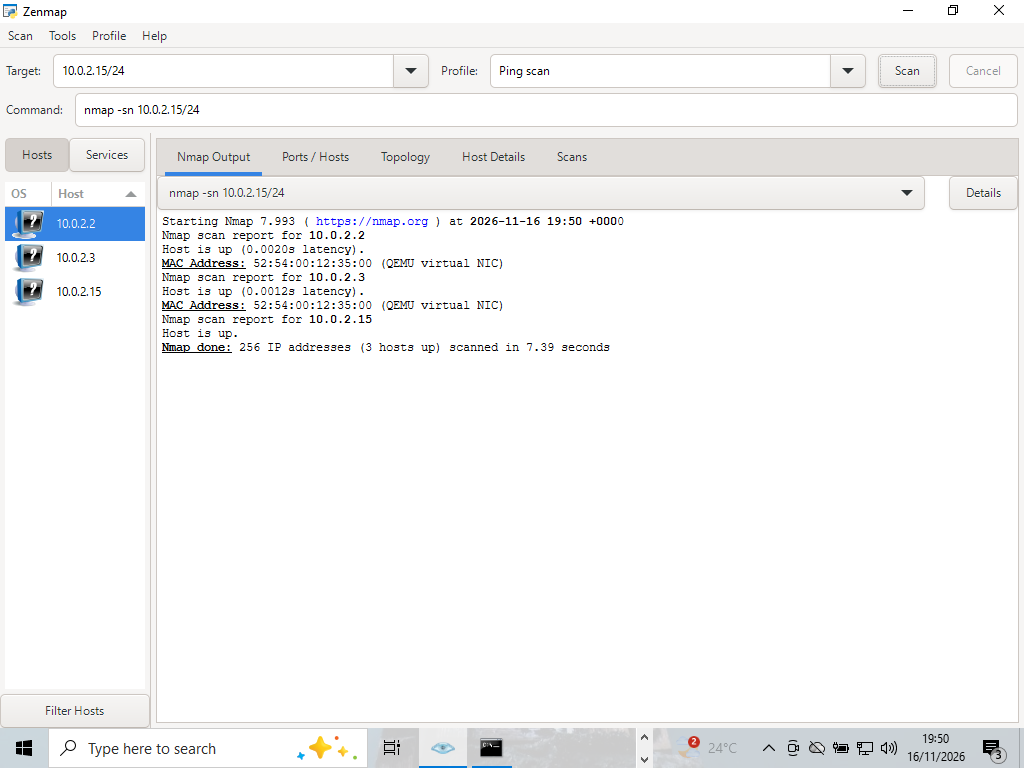 Zenmap
Scan Tools Profile Help
Target: 10.0.2.15/24 Profile: Ping scan Scan Cancel
Command: nmap -sn 10.0.2.15/24
Hosts Services
Nmap Output Ports / Hosts Topology Host Details Scans
OS Host
nmap -sn 10.0.2.15/24 Details
10.0.2.2
10.0.2.3
10.0.2.15
Starting Nmap 7.993 ( https://nmap.org ) at 2026-11-16 19:50 +0000
Nmap scan report for 10.0.2.2
Host is up (0.0020s latency).
MAC Address: 52:54:00:12:35:00 (QEMU virtual NIC)
Nmap scan report for 10.0.2.3
Host is up (0.0012s latency).
MAC Address: 52:54:00:12:35:00 (QEMU virtual NIC)
Nmap scan report for 10.0.2.15
Host is up.
Nmap done: 256 IP addresses (3 hosts up) scanned in 7.39 seconds
Filter Hosts
Type here to search
2
24°C
19:50
16/11/2026
3